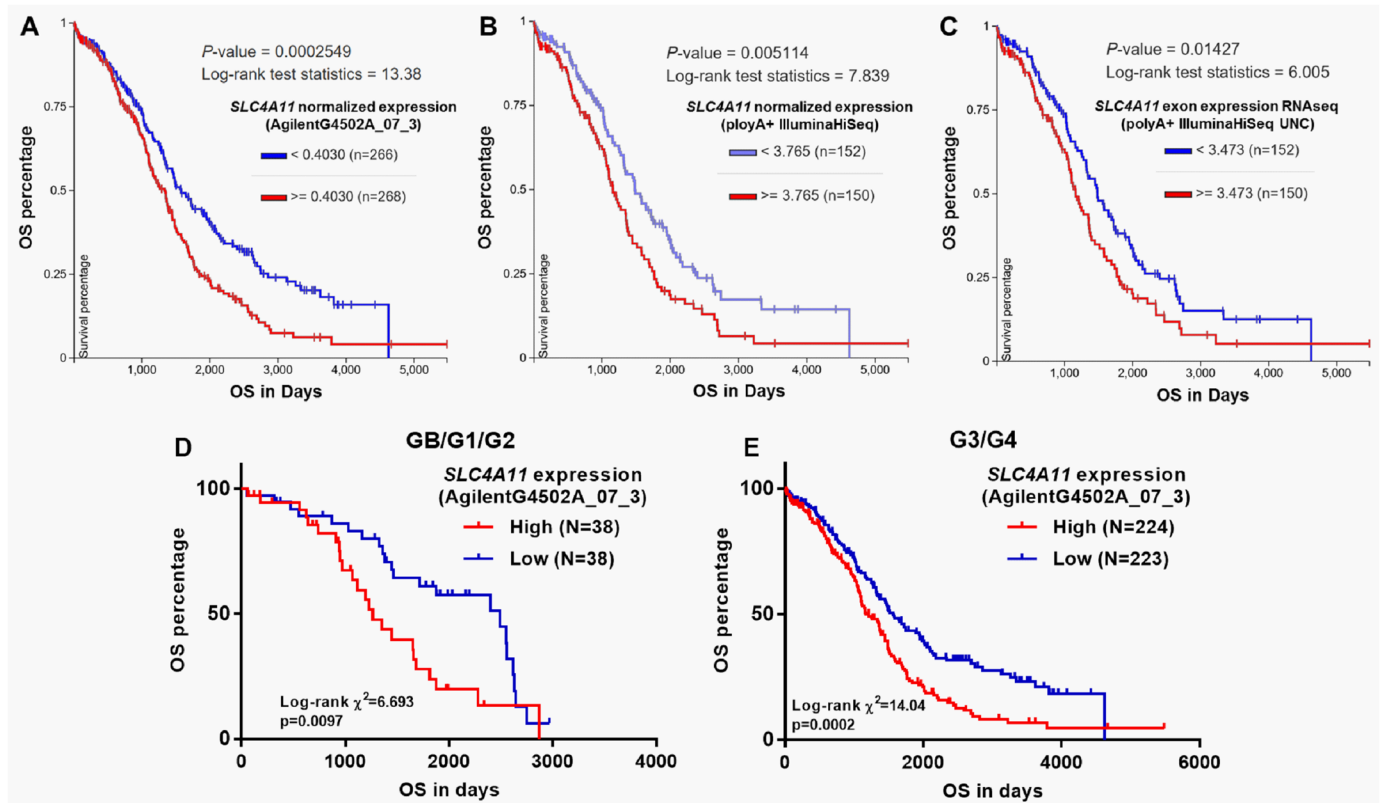 A
P-value = 0.0002549
Log-rank test statistics = 13.38
SLC4A11 normalized expression
(AgilentG4502A_07_3)
< 0.4030 (n=266)
>= 0.4030 (n=268)
OS percentage
1
0.75
0.5
0.25
0
Survival percentage
1,000
2,000
3,000
4,000
5,000
OS in Days
B
P-value = 0.005114
Log-rank test statistics = 7.839
SLC4A11 normalized expression
(ployA+ IlluminaHiSeq)
< 3.765 (n=152)
>= 3.765 (n=150)
OS percentage
1
0.75
0.5
0.25
0
Survival percentage
1,000
2,000
3,000
4,000
5,000
OS in Days
C
P-value = 0.01427
Log-rank test statistics = 6.005
SLC4A11 exon expression RNAseq
(polyA+ IlluminaHiSeq UNC)
< 3.473 (n=152)
>= 3.473 (n=150)
OS percentage
1
0.75
0.5
0.25
0
Survival percentage
1,000
2,000
3,000
4,000
5,000
OS in Days
D
GB/G1/G2
SLC4A11 expression
(AgilentG4502A_07_3)
High (N=38)
Low (N=38)
OS percentage
100
50
0
Log-rank χ²=6.693
p=0.0097
0
1000
2000
3000
4000
OS in days
E
G3/G4
SLC4A11 expression
(AgilentG4502A_07_3)
High (N=224)
Low (N=223)
OS percentage
100
50
0
Log-rank χ²=14.04
p=0.0002
0
2000
4000
6000
OS in days